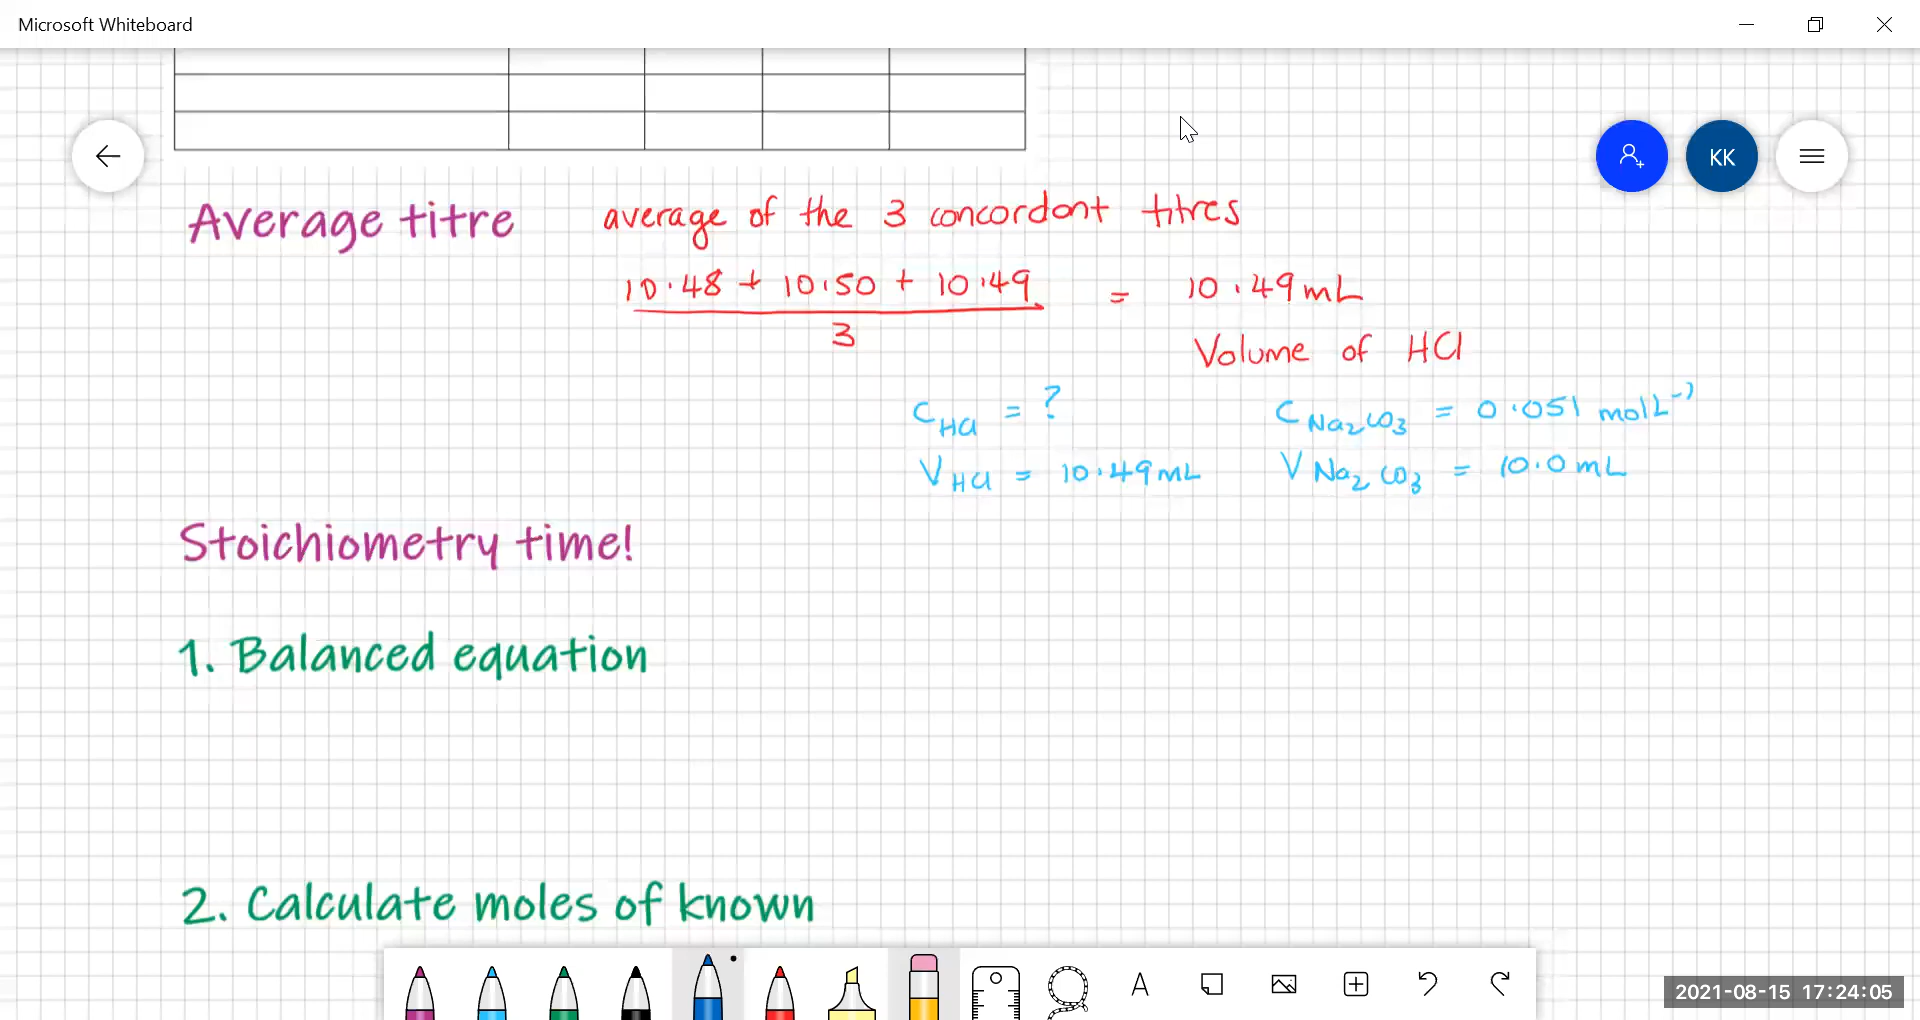 Microsoft Whiteboard
KK
Average titre
average of the 3 concordant titres
10.48 + 10.50 + 10.49 = 10.49 mL
3
Volume of HCl
C HCl = ?
C Na2CO3 = 0.051 molL-1
V HCl = 10.49 mL
V Na2CO3 = 10.0 mL
Stoichiometry time!
1. Balanced equation
2. Calculate moles of known
A
2021-08-15 17:24:05